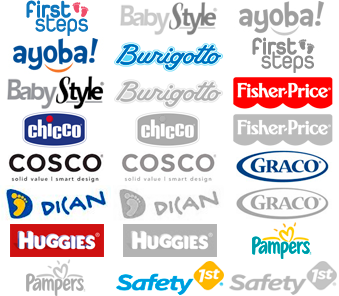 first steps
BabyStyle®
ayoba!
ayoba!
Burigotto
first steps
BabyStyle®
Burigotto
Fisher-Price®
chicco
chicco
Fisher-Price®
COSCO®
solid value | smart design
COSCO®
solid value | smart design
GRACO®
DICAN
DICAN
GRACO®
HUGGIES®
HUGGIES®
Pampers®
Pampers®
Safety 1st®
Safety 1st®